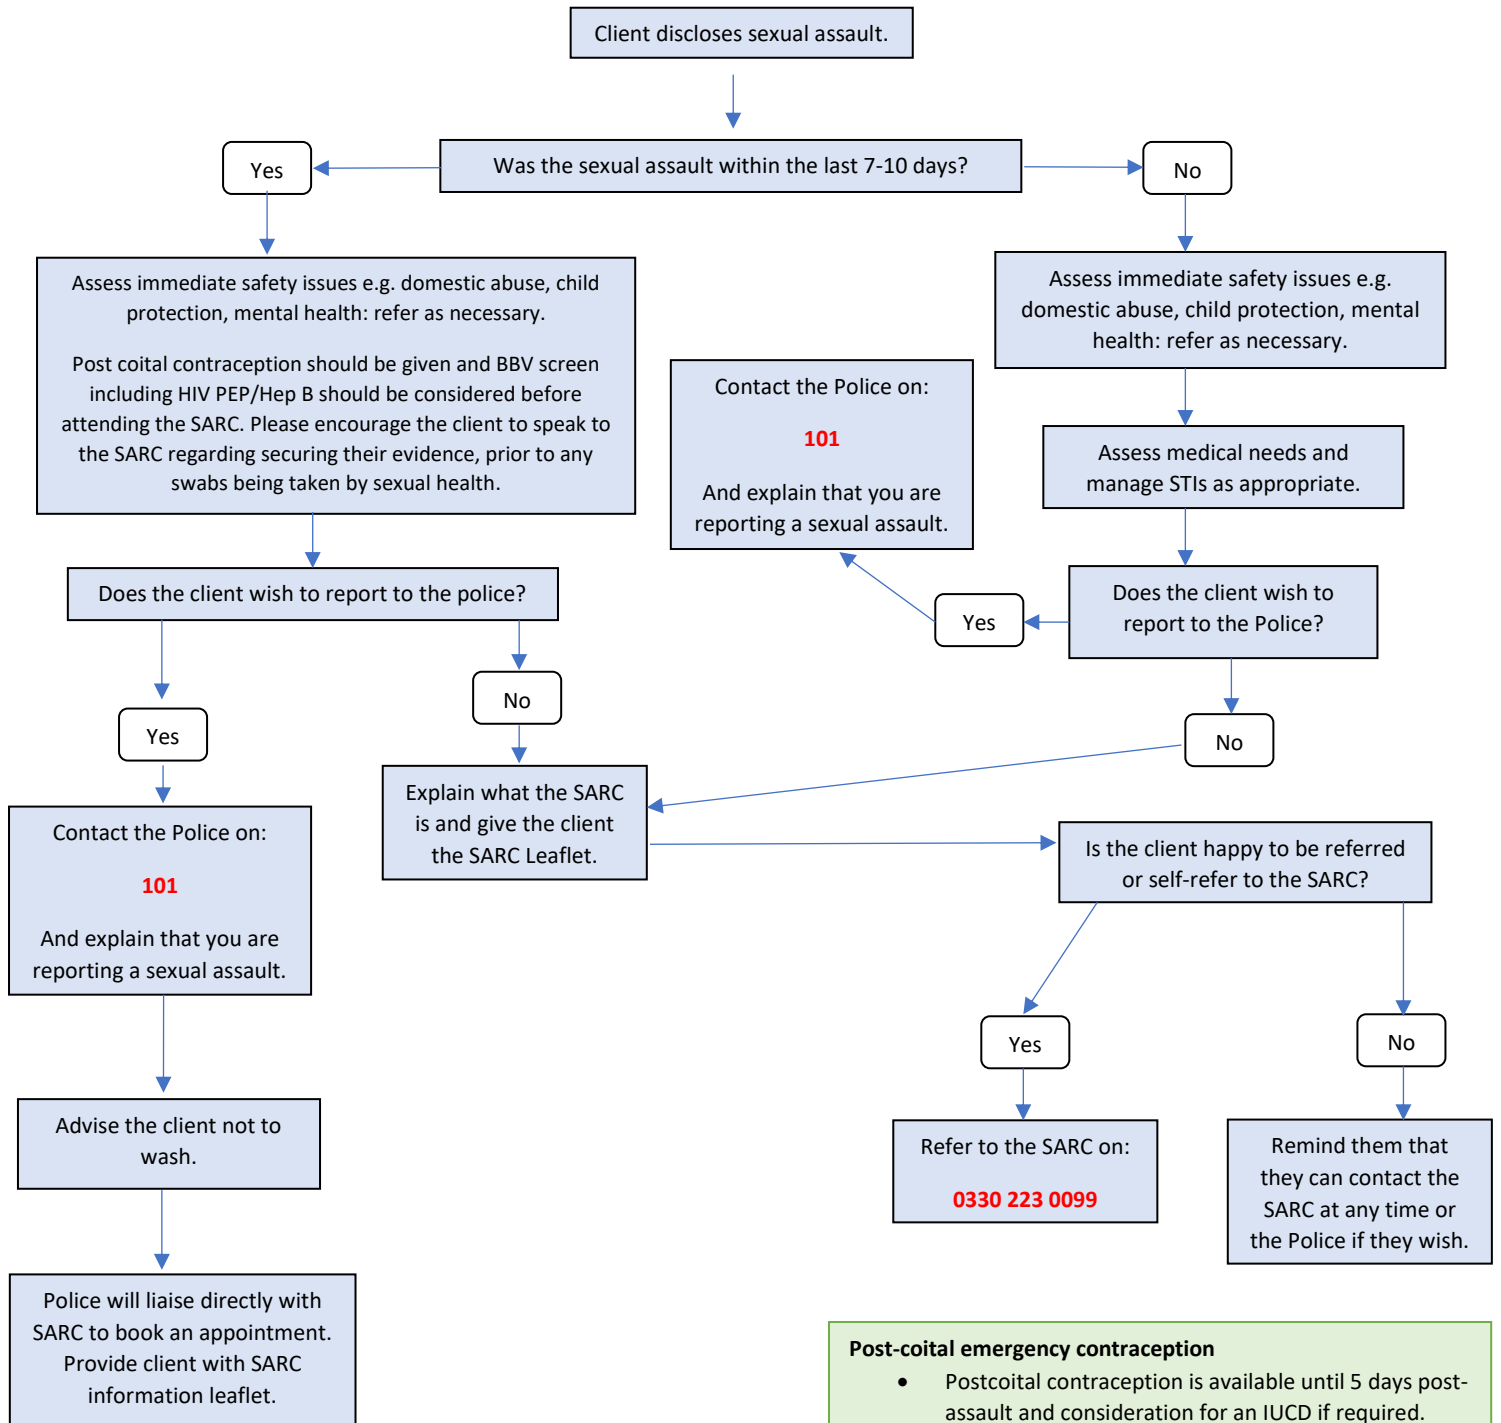 Client discloses sexual assault.
Was the sexual assault within the last 7-10 days?
Yes
No
Assess immediate safety issues e.g. domestic abuse, child
protection, mental health: refer as necessary.
Post coital contraception should be given and BBV screen
including HIV PEP/Hep B should be considered before
attending the SARC. Please encourage the client to speak to
the SARC regarding securing their evidence, prior to any
swabs being taken by sexual health.
Assess immediate safety issues e.g.
domestic abuse, child protection, mental
health: refer as necessary.
Contact the Police on:
101
And explain that you are
reporting a sexual assault.
Assess medical needs and
manage STIs as appropriate.
Does the client wish to report to the police?
Does the client wish to
report to the Police?
Yes
No
Yes
No
Explain what the SARC
is and give the client
the SARC Leaflet.
Contact the Police on:
101
And explain that you are
reporting a sexual assault.
Is the client happy to be referred
or self-refer to the SARC?
Yes
No
Advise the client not to
wash.
Refer to the SARC on:
0330 223 0099
Remind them that
they can contact the
SARC at any time or
the Police if they wish.
Police will liaise directly with
SARC to book an appointment.
Provide client with SARC
information leaflet.
Post-coital emergency contraception
• Postcoital contraception is available until 5 days post-
assault and consideration for an IUCD if required.